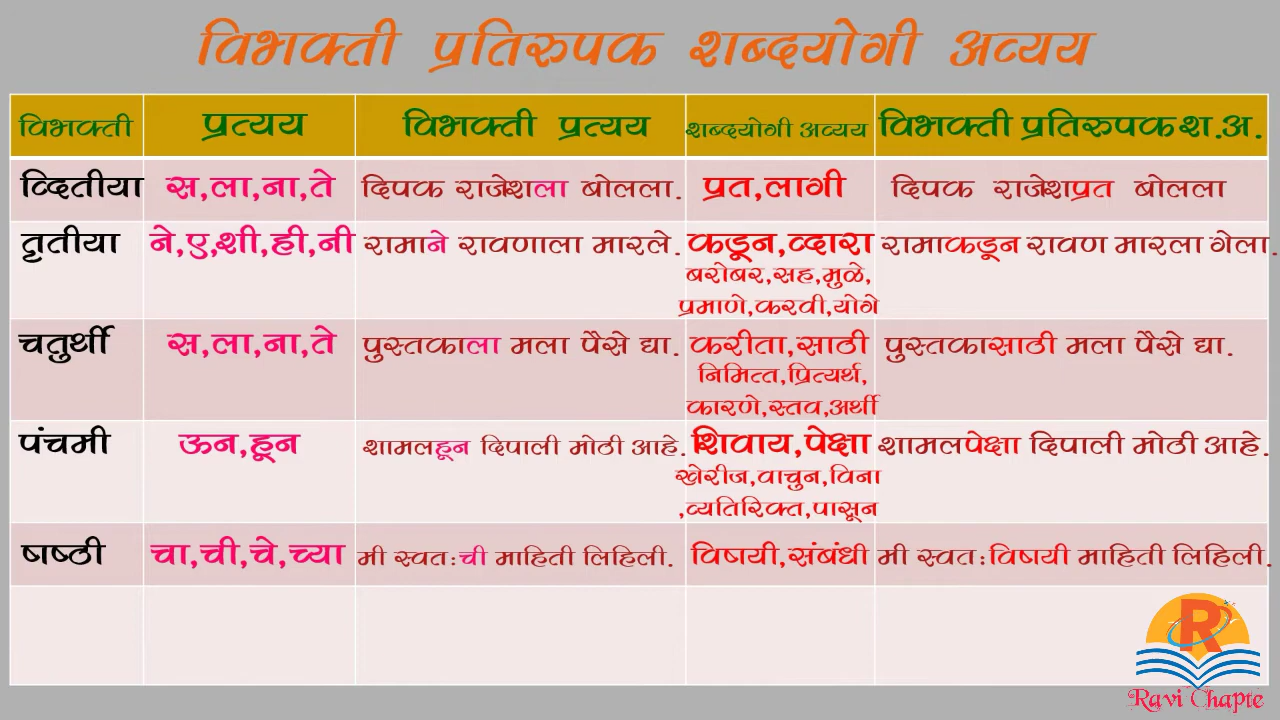 विभक्ती प्रतिरुपक शब्दयोगी अव्यय
विभक्ती प्रत्यय विभक्ती प्रत्यय शब्दयोगी अव्यय विभक्ती प्रतिरुपक श.अ.
व्दितीया स,ला,ना,ते दिपक राजेशला बोलला. प्रत,लागी दिपक राजेशप्रत बोलला
तृतीया ने,ए,शी,ही,नी रामाने रावणाला मारले. कडून,व्दारा रामाकडून रावण मारला गेला.
बरोबर,सह,मुळे,
प्रमाणे,करवी,योगे
चतुर्थी स,ला,ना,ते पुस्तकाला मला पैसे द्या. करीता,साठी पुस्तकासाठी मला पैसे द्या.
निमित्त,प्रित्यर्थ,
कारणे,स्तव,अर्थी
पंचमी ऊन,हून शामलहून दिपाली मोठी आहे. शिवाय,पेक्षा शामलपेक्षा दिपाली मोठी आहे.
खेरीज,वाचुन,विना
,व्यतिरिक्त,पासून
षाष्ठी चा,ची,चे,च्या मी स्वत:ची माहिती लिहिली. विषयी,संबंधी मी स्वत:विषयी माहिती लिहिली.
R
Ravi Chapte